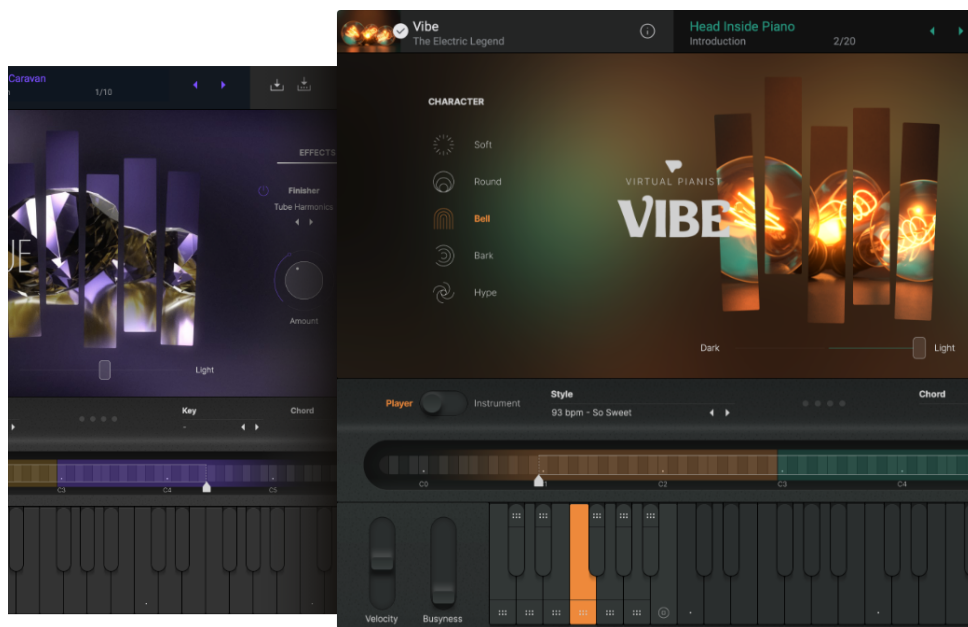 Caravan
1/10
EFFECTS
Finisher
Tube Harmonics
Amount
Light
Key
Chord
-
C3
C4
C5
Vibe
The Electric Legend
Head Inside Piano
Introduction
2/20
CHARACTER
Soft
Round
Bell
Bark
Hype
VIRTUAL PIANIST
VIBE
Dark
Light
Player
Instrument
Style
93 bpm - So Sweet
Chord
C0
C2
C3
C4
Velocity
Busyness